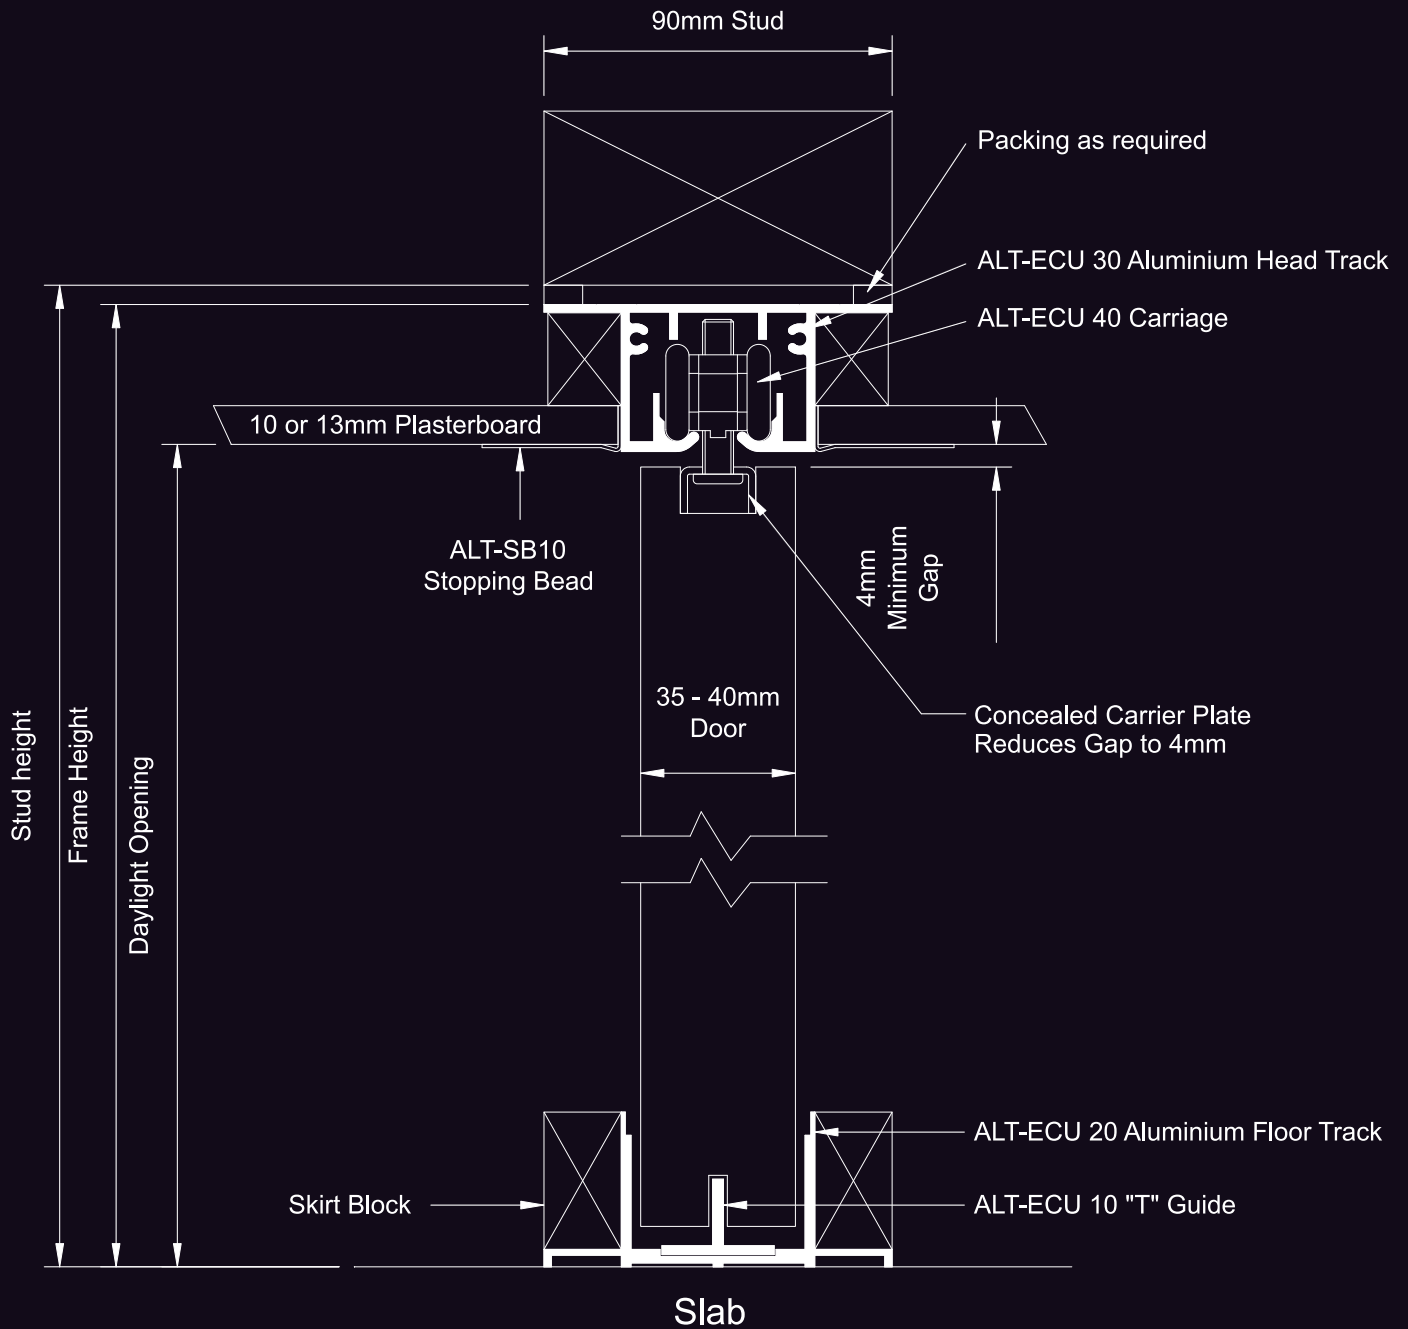 90mm Stud
Packing as required
ALT-ECU 30 Aluminium Head Track
ALT-ECU 40 Carriage
10 or 13mm Plasterboard
ALT-SB10
Stopping Bead
4mm
Minimum
Gap
35 - 40mm
Door
Concealed Carrier Plate
Reduces Gap to 4mm
Stud height
Frame Height
Daylight Opening
ALT-ECU 20 Aluminium Floor Track
Skirt Block
ALT-ECU 10 "T" Guide
Slab